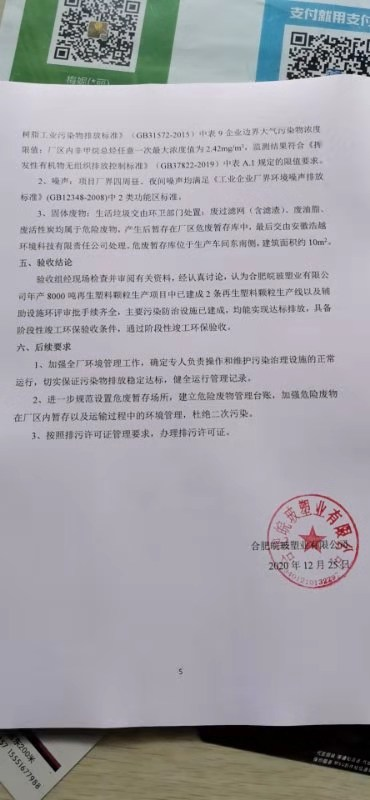 支付就用支付
树脂工业污染物排放标准》（GB31572-2015）中表 9 企业边界大气污染物浓度
限值；厂区内非甲烷总烃任意一次最大浓度值为 2.42mg/m³，监测结果符合《挥
发性有机物无组织排放控制标准》（GB37822-2019）中表 A.1 规定的限值要求。
2、噪声：项目厂界四周昼、夜间噪声均满足《工业企业厂界环境噪声排放
标准》(GB12348-2008)中 2 类功能区标准。
3、固体废物：生活垃圾交由环卫部门处置；废过滤网（含滤渣）、废油脂、
废活性炭均属于危险废物，产生后暂存在厂区危废暂存库中，最后交由安徽浩越
环境科技有限责任公司处理。危废暂存库位于生产车间东南侧，建筑面积约 10m²。
五、验收结论
验收组经现场检查并审阅有关资料，经认真讨论，认为合肥皖玻塑业有限公
司年产 8000 吨再生塑料颗粒生产项目中已建成 2 条再生塑料颗粒生产线以及辅
助设施环评审批手续齐全，主要污染防治设施已建成，均能实现达标排放，具备
阶段性竣工环保验收条件，通过阶段性竣工环保验收。
六、后续要求
1、加强全厂环境管理工作，确定专人负责操作和维护污染治理设施的正常
运行，切实保证污染物排放稳定达标，健全运行管理记录。
2、进一步规范设置危废暂存场所，建立危险废物管理台账，加强危险废物
在厂区内暂存以及运输过程中的环境管理，杜绝二次污染。
3、按照排污许可证管理要求，办理排污许可证。
合肥皖玻塑业有限公司
2020 年 12 月 25 日
5
200米
15551677988